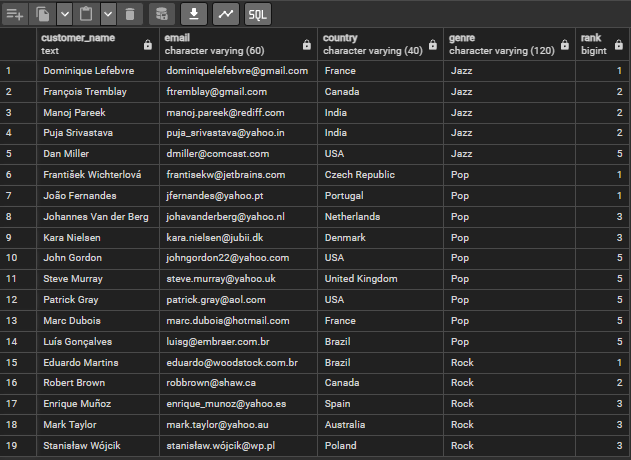 SQL
customer_name email country genre rank
text character varying (60) character varying (40) character varying (120) bigint
1 Dominique Lefebvre dominiquelefebvre@gmail.com France Jazz 1
2 François Tremblay ftremblay@gmail.com Canada Jazz 2
3 Manoj Pareek manoj.pareek@rediff.com India Jazz 2
4 Puja Srivastava puja_srivastava@yahoo.in India Jazz 2
5 Dan Miller dmiller@comcast.com USA Jazz 5
6 František Wichterlová frantisekw@jetbrains.com Czech Republic Pop 1
7 João Fernandes jfernandes@yahoo.pt Portugal Pop 1
8 Johannes Van der Berg johavanderberg@yahoo.nl Netherlands Pop 3
9 Kara Nielsen kara.nielsen@jubii.dk Denmark Pop 3
10 John Gordon johngordon22@yahoo.com USA Pop 5
11 Steve Murray steve.murray@yahoo.uk United Kingdom Pop 5
12 Patrick Gray patrick.gray@aol.com USA Pop 5
13 Marc Dubois marc.dubois@hotmail.com France Pop 5
14 Luís Gonçalves luisg@embraer.com.br Brazil Pop 5
15 Eduardo Martins eduardo@woodstock.com.br Brazil Rock 1
16 Robert Brown robbrown@shaw.ca Canada Rock 2
17 Enrique Muñoz enrique_munoz@yahoo.es Spain Rock 3
18 Mark Taylor mark.taylor@yahoo.au Australia Rock 3
19 Stanisław Wójcik stanisław.wójcik@wp.pl Poland Rock 3